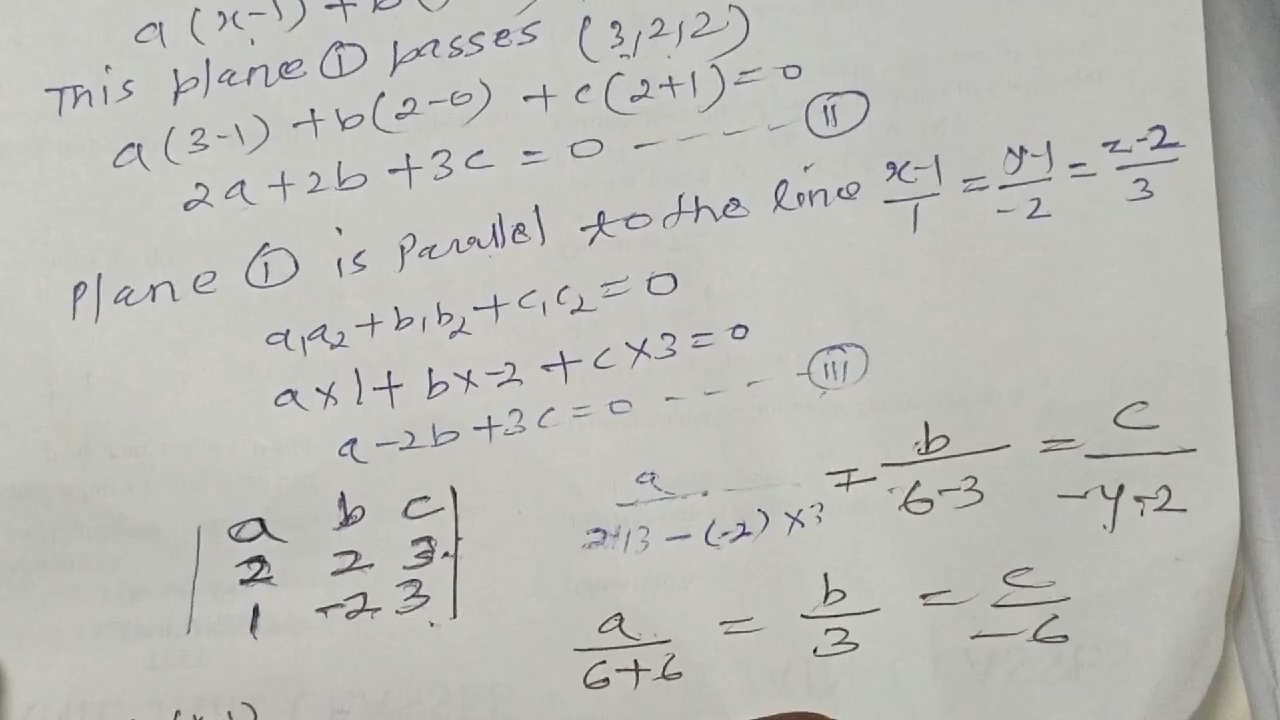 a(x-1) + b(
This plane ① passes (3,2,2)
a(3-1) + b(2-0) + c(2+1) = 0
2a + 2b + 3c = 0 - - - - (ii)
Plane ① is Parallel to the line x-1/1 = y-1/-2 = z-2/3
a₁a₂ + b₁b₂ + c₁c₂ = 0
a×1 + b×-2 + c×3 = 0
a - 2b + 3c = 0 - - - (iii)
| a b c |
| 2 2 3 |
| 1 -2 3 |
a/2×3 - (-2)×3 = b/6-3 = c/-4-2
a/6+6 = b/3 = c/-6